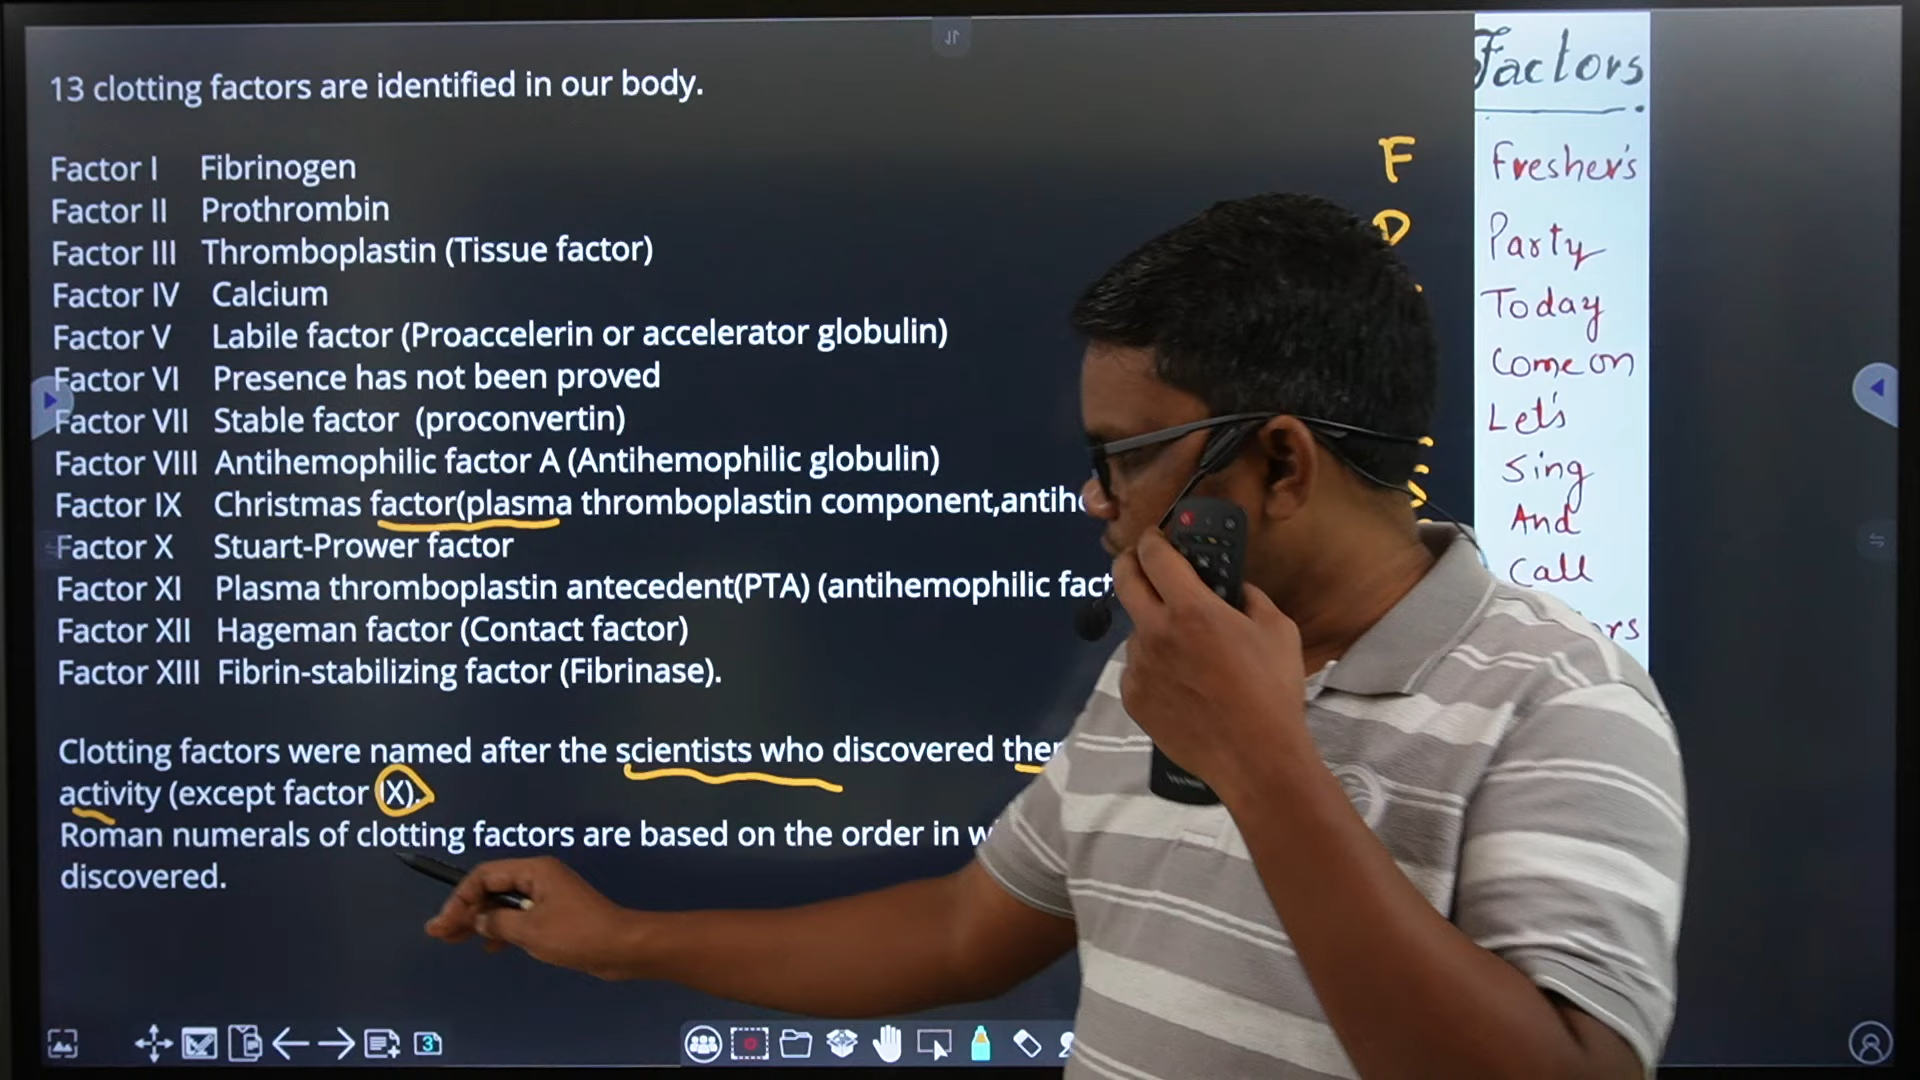 13 clotting factors are identified in our body.
Factor I Fibrinogen
Factor II Prothrombin
Factor III Thromboplastin (Tissue factor)
Factor IV Calcium
Factor V Labile factor (Proaccelerin or accelerator globulin)
Factor VI Presence has not been proved
Factor VII Stable factor (proconvertin)
Factor VIII Antihemophilic factor A (Antihemophilic globulin)
Factor IX Christmas factor(plasma thromboplastin component,antih
Factor X Stuart-Prower factor
Factor XI Plasma thromboplastin antecedent(PTA) (antihemophilic fact
Factor XII Hageman factor (Contact factor)
Factor XIII Fibrin-stabilizing factor (Fibrinase).
Clotting factors were named after the scientists who discovered
activity (except factor IX).
Roman numerals of clotting factors are based on the order in
discovered.
F
P
Factors
Fresher's
Party
Today
Come on
Let's
Sing
And
Call
rs